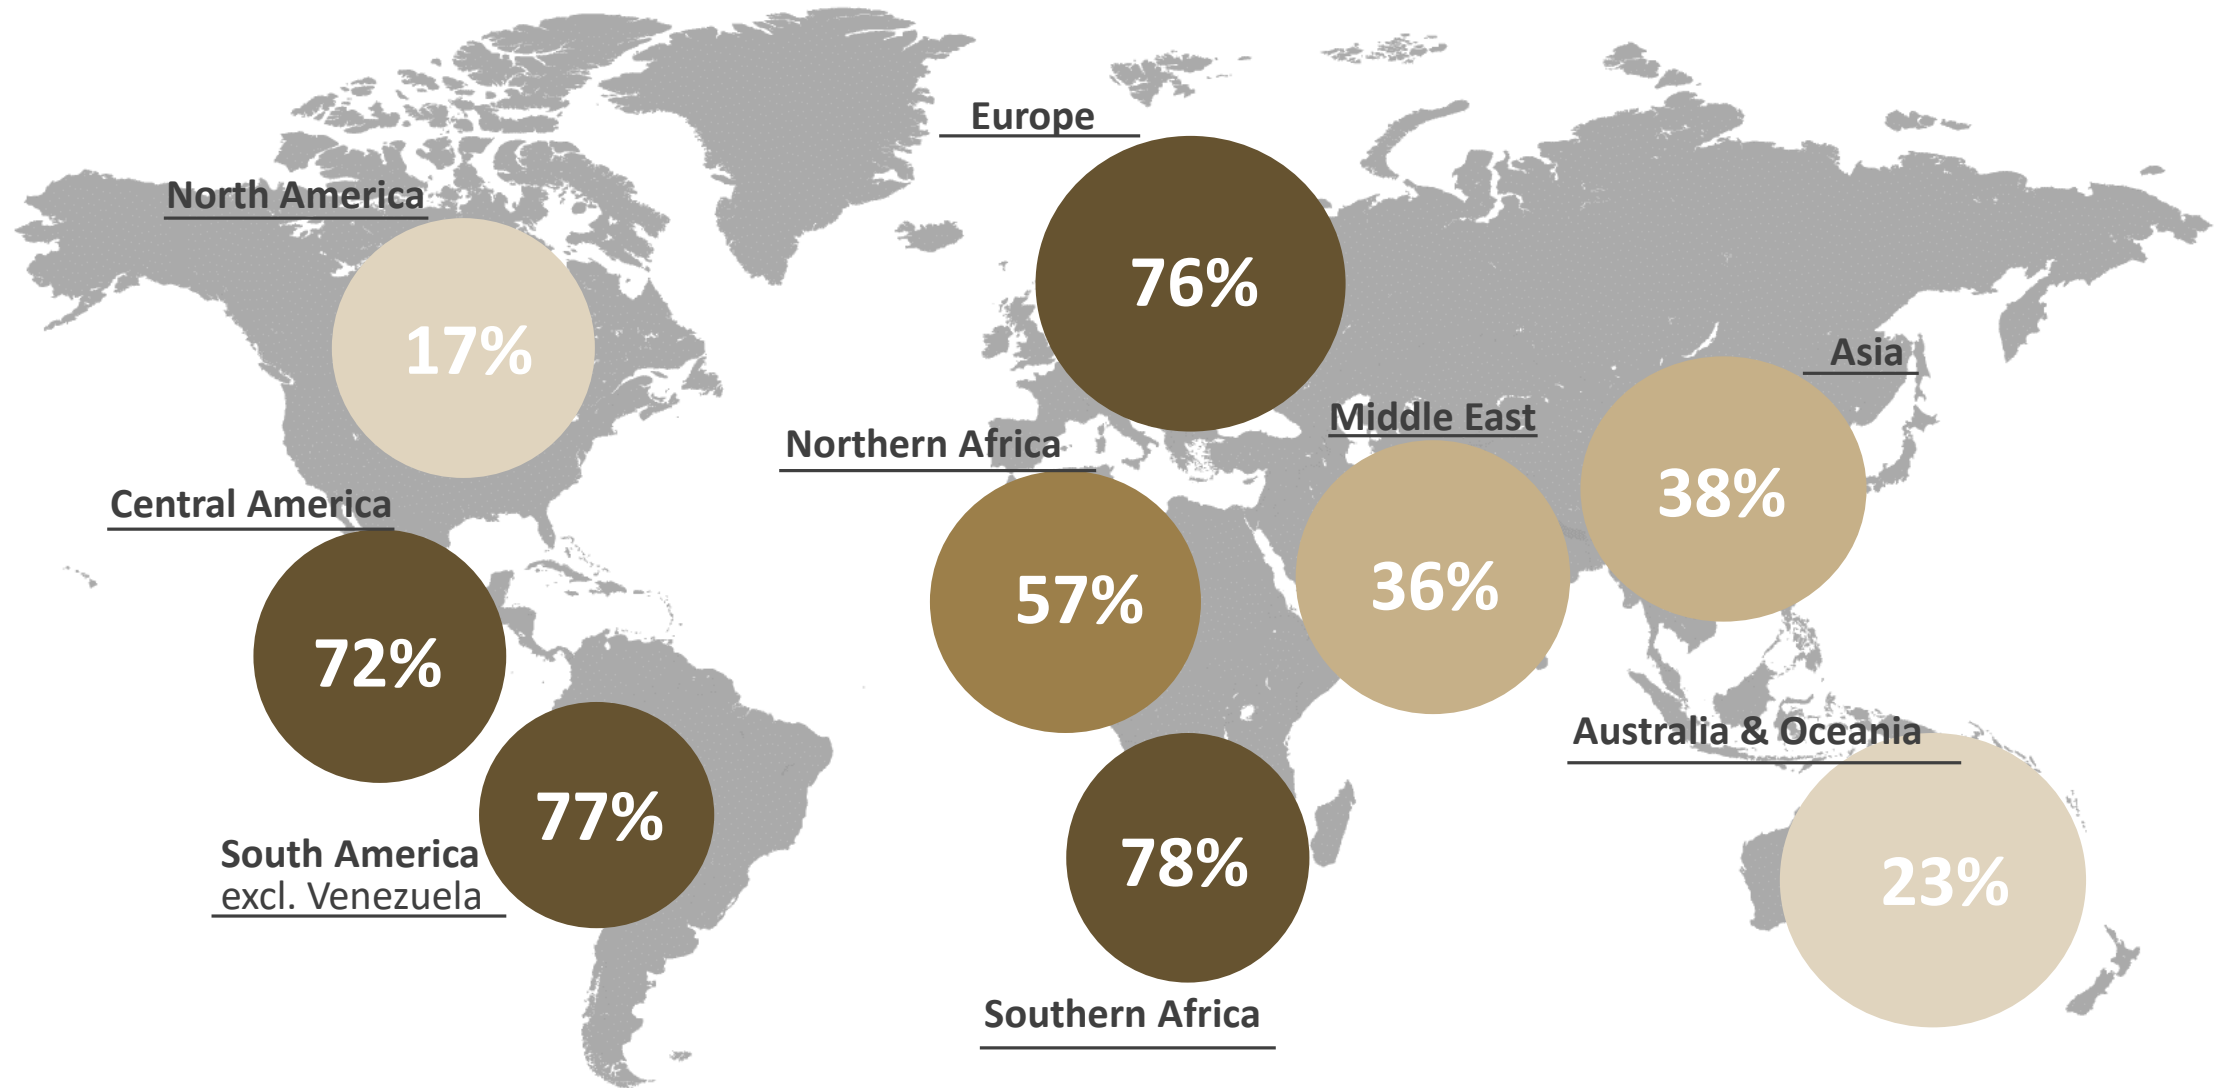 Europe
76%
North America
17%
Asia
38%
Middle East
36%
Northern Africa
57%
Central America
72%
South America
excl. Venezuela
77%
Australia & Oceania
23%
78%
Southern Africa